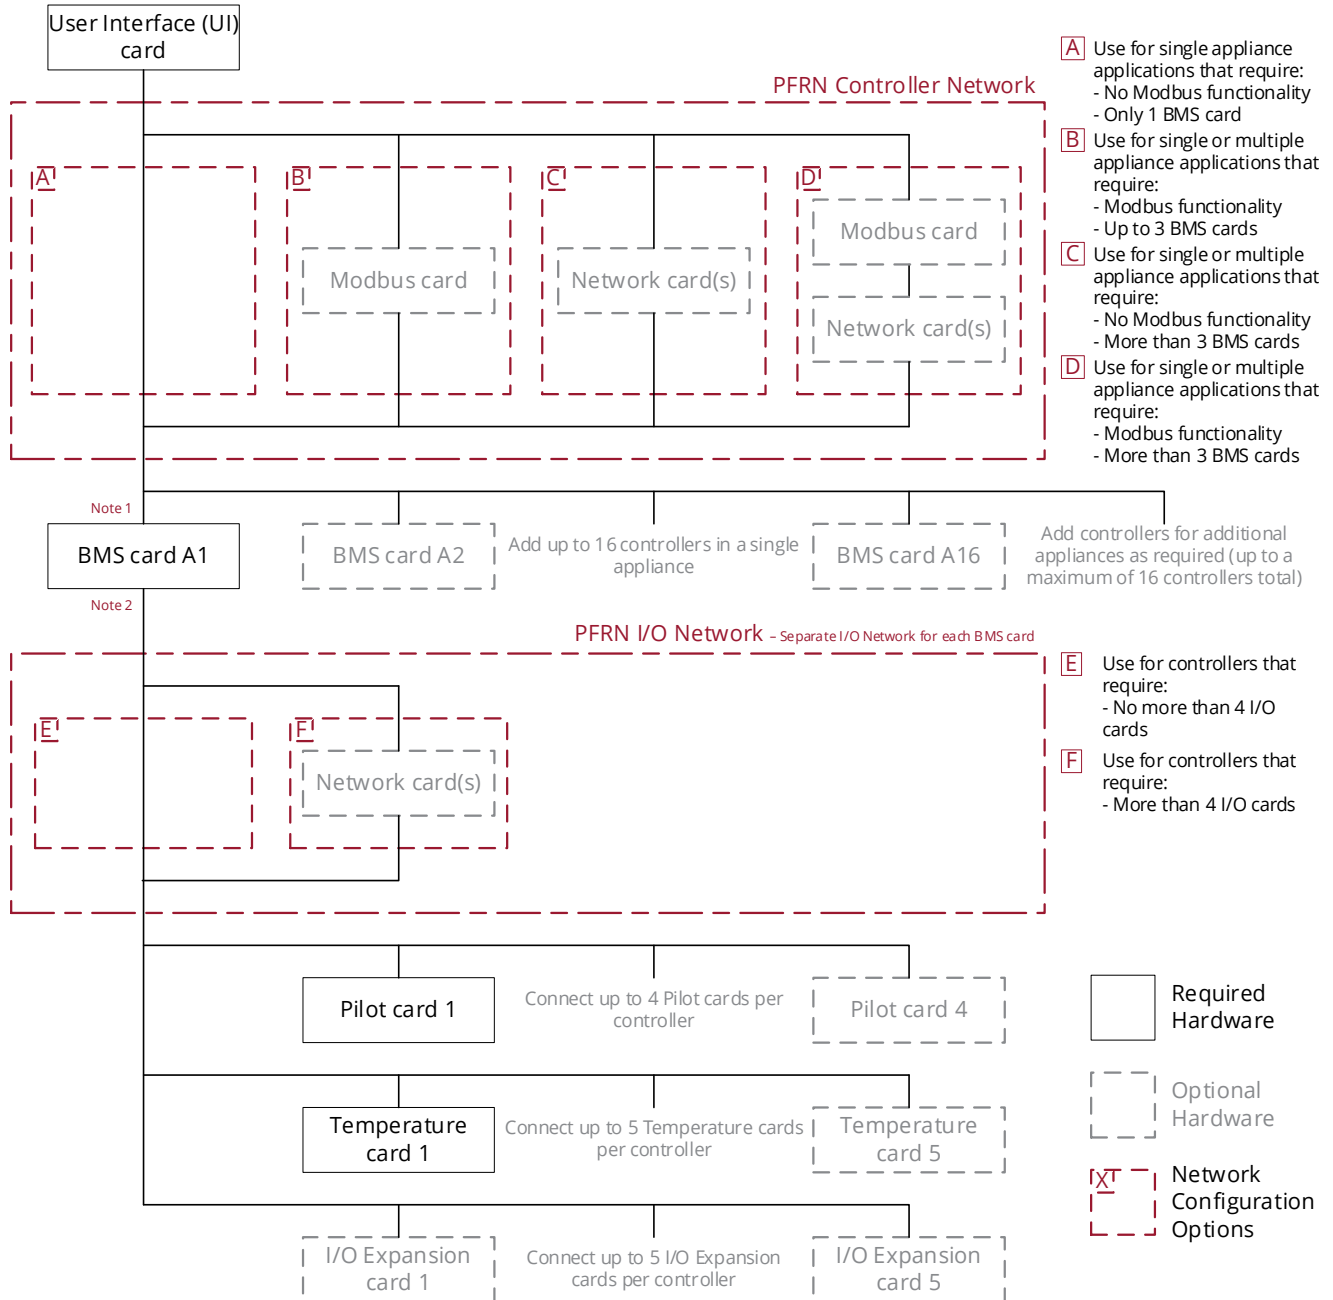 User Interface (UI)
card
PFRN Controller Network
A
B
C
D
Modbus card
Network card(s)
Modbus card
Network card(s)
A Use for single appliance
applications that require:
- No Modbus functionality
- Only 1 BMS card
B Use for single or multiple
appliance applications that
require:
- Modbus functionality
- Up to 3 BMS cards
C Use for single or multiple
appliance applications that
require:
- No Modbus functionality
- More than 3 BMS cards
D Use for single or multiple
appliance applications that
require:
- Modbus functionality
- More than 3 BMS cards
Note 1
BMS card A1
BMS card A2
Add up to 16 controllers in a single
appliance
BMS card A16
Add controllers for additional
appliances as required (up to a
maximum of 16 controllers total)
Note 2
PFRN I/O Network – Separate I/O Network for each BMS card
E
F
Network card(s)
E Use for controllers that
require:
- No more than 4 I/O
cards
F Use for controllers that
require:
- More than 4 I/O cards
Pilot card 1
Connect up to 4 Pilot cards per
controller
Pilot card 4
Temperature
card 1
Connect up to 5 Temperature cards
per controller
Temperature
card 5
I/O Expansion
card 1
Connect up to 5 I/O Expansion
cards per controller
I/O Expansion
card 5
Required
Hardware
Optional
Hardware
X
Network
Configuration
Options